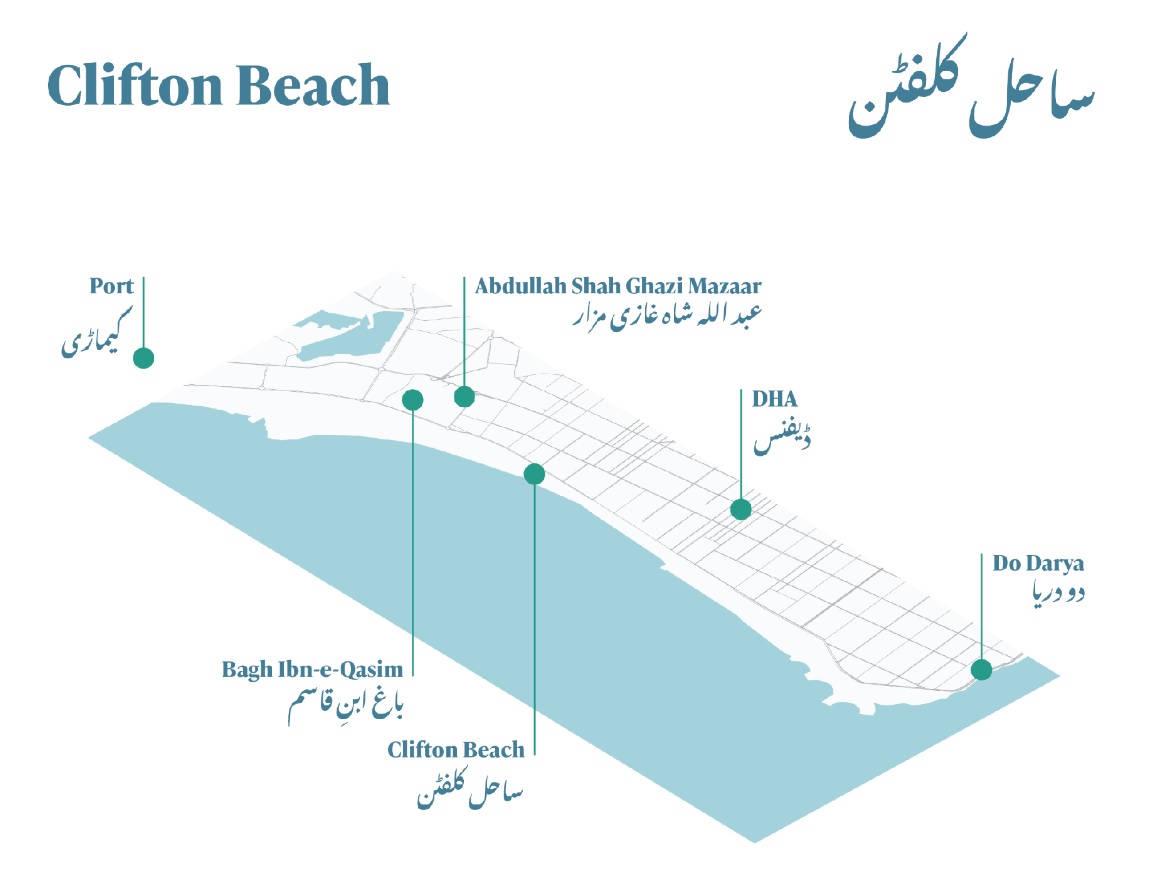 Clifton Beach
ساحل کلفٹن
Port
کیماڑی
Abdullah Shah Ghazi Mazaar
عبد اللہ شاہ غازی مزار
DHA
ڈیفنس
Do Darya
دو دریا
Bagh Ibn-e-Qasim
باغ ابنِ قاسم
Clifton Beach
ساحل کلفٹن